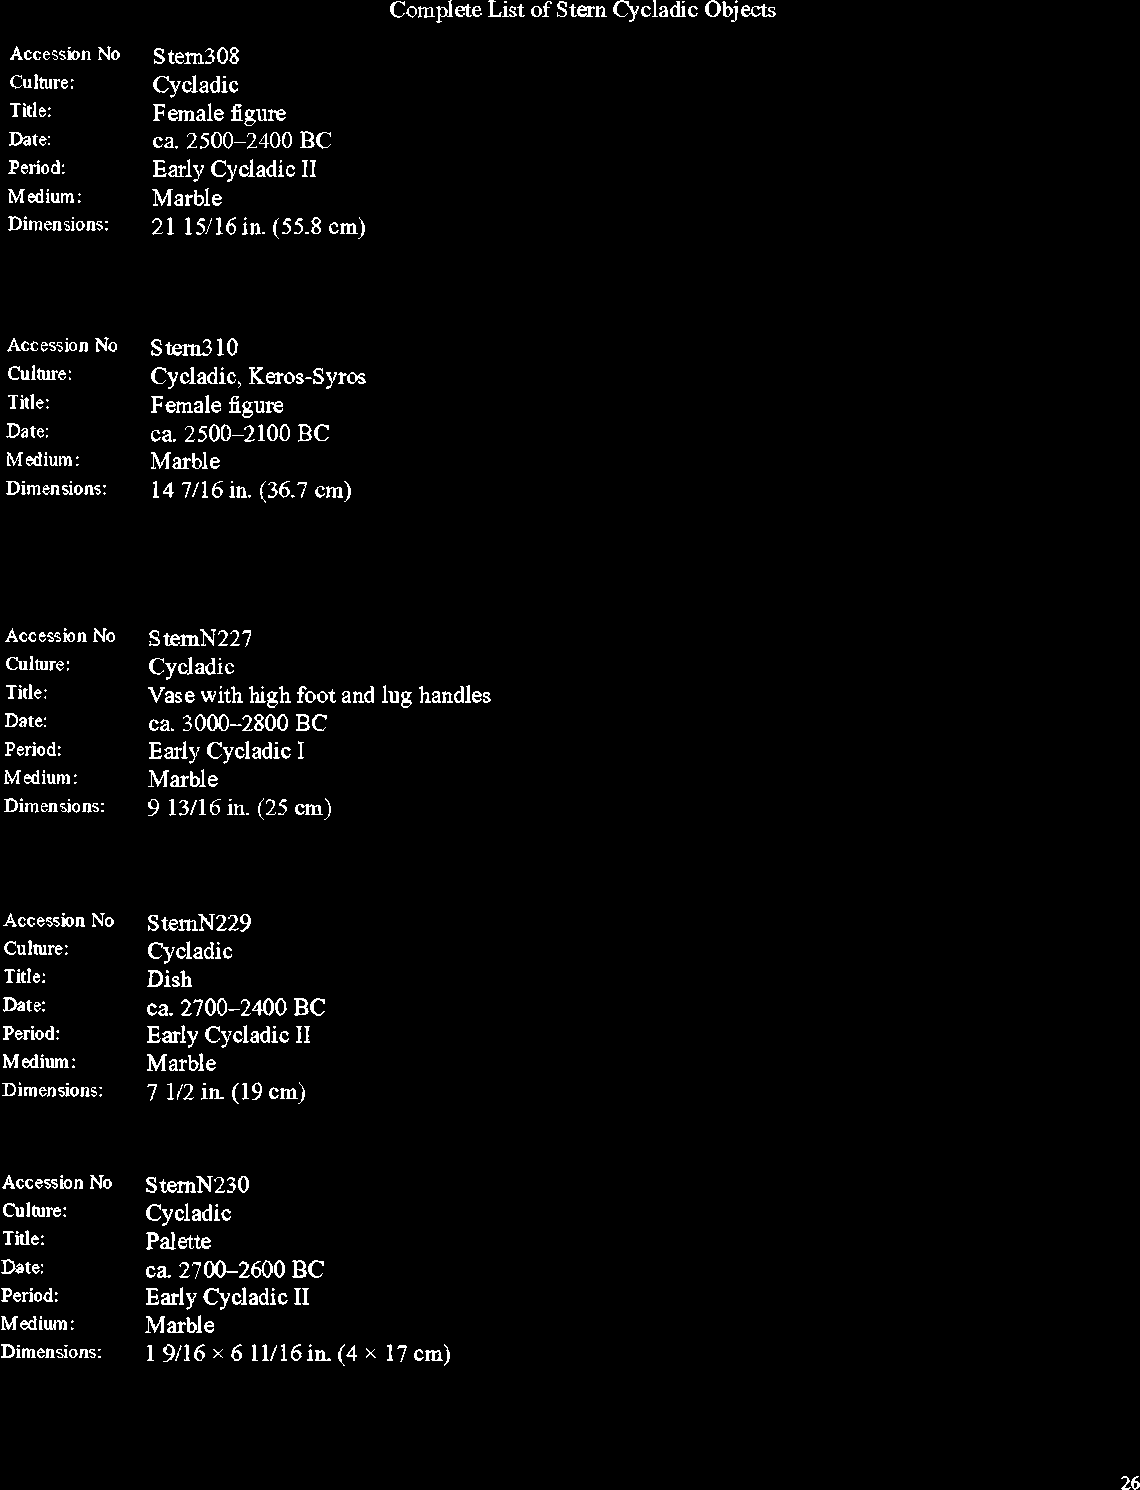 Complete List of Stern Cycladic Objects
Accession No Stern308
Culture: Cycladic
Title: Female figure
Date: ca. 2500–2400 BC
Period: Early Cycladic II
Medium: Marble
Dimensions: 21 15/16 in. (55.8 cm)
Accession No Stern310
Culture: Cycladic, Keros-Syros
Title: Female figure
Date: ca. 2500–2100 BC
Medium: Marble
Dimensions: 14 7/16 in. (36.7 cm)
Accession No SternN227
Culture: Cycladic
Title: Vase with high foot and lug handles
Date: ca. 3000–2800 BC
Period: Early Cycladic I
Medium: Marble
Dimensions: 9 13/16 in. (25 cm)
Accession No SternN229
Culture: Cycladic
Title: Dish
Date: ca. 2700–2400 BC
Period: Early Cycladic II
Medium: Marble
Dimensions: 7 1/2 in. (19 cm)
Accession No SternN230
Culture: Cycladic
Title: Palette
Date: ca. 2700–2600 BC
Period: Early Cycladic II
Medium: Marble
Dimensions: 1 9/16 × 6 11/16 in. (4 × 17 cm)
26